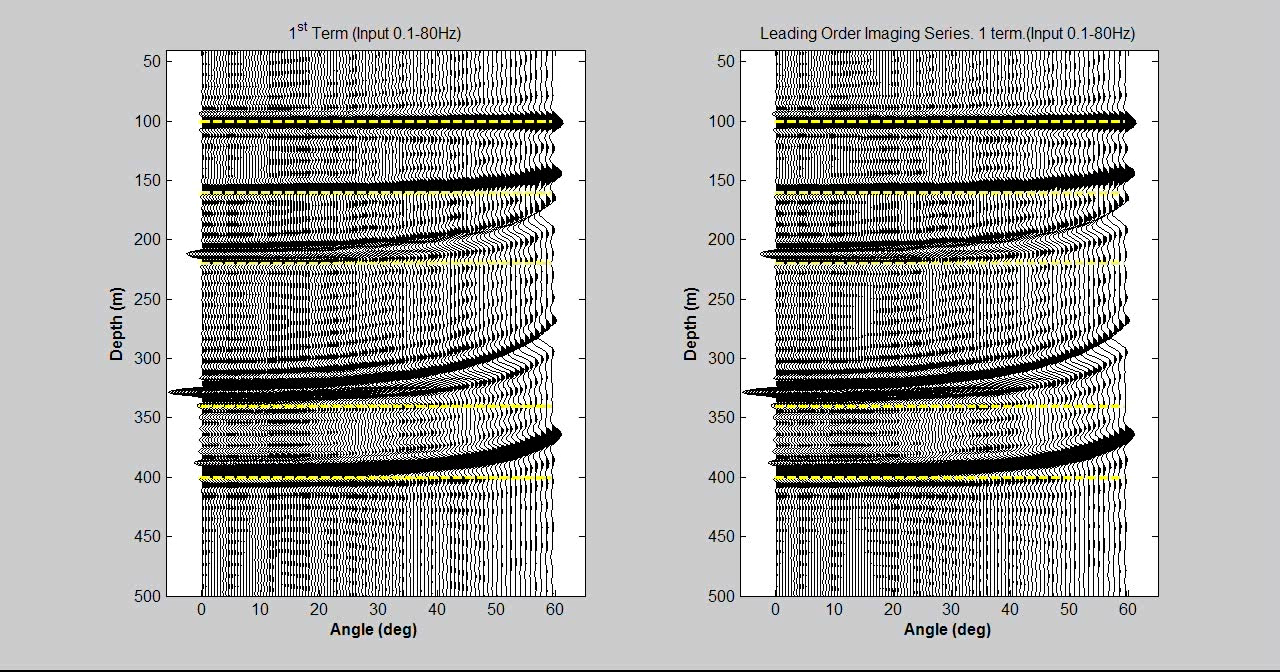 1st Term (Input 0.1-80Hz)
50
100
150
200
250
300
350
400
450
500
Depth (m)
0 10 20 30 40 50 60
Angle (deg)
Leading Order Imaging Series. 1 term.(Input 0.1-80Hz)
50
100
150
200
250
300
350
400
450
500
Depth (m)
0 10 20 30 40 50 60
Angle (deg)